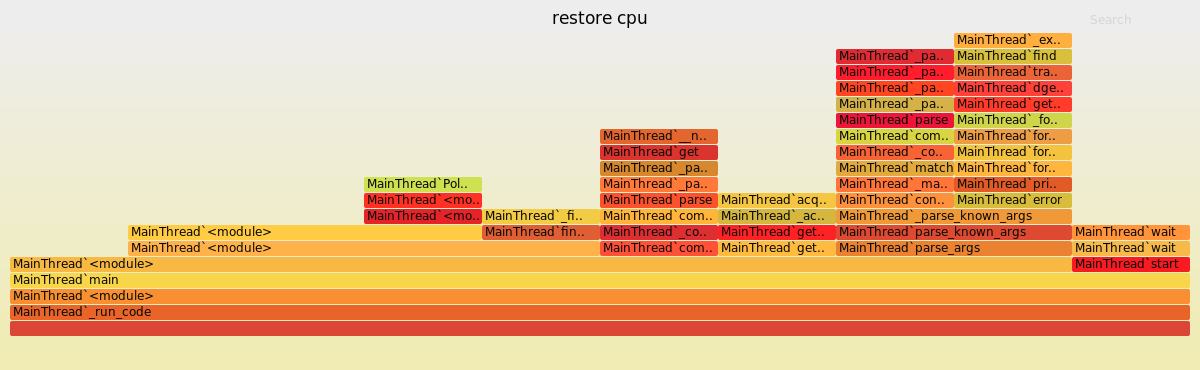 restore cpu
Search
MainThread`_ex..
MainThread`_pa.. MainThread`find
MainThread`_pa.. MainThread`tra..
MainThread`_pa.. MainThread`dge..
MainThread`_pa.. MainThread`get..
MainThread`parse MainThread`_fo..
MainThread`__n.. MainThread`com.. MainThread`for..
MainThread`get MainThread`_co.. MainThread`for..
MainThread`_pa.. MainThread`match MainThread`for..
MainThread`Pol.. MainThread`_pa.. MainThread`_ma.. MainThread`pri..
MainThread`<mo.. MainThread`parse MainThread`acq.. MainThread`con.. MainThread`error
MainThread`<mo.. MainThread`_fi.. MainThread`com.. MainThread`_ac.. MainThread`_parse_known_args
MainThread`<module> MainThread`fin.. MainThread`_co.. MainThread`get.. MainThread`parse_known_args MainThread`wait
MainThread`<module> MainThread`com.. MainThread`get.. MainThread`parse_args MainThread`wait
MainThread`<module> MainThread`start
MainThread`main
MainThread`<module>
MainThread`_run_code